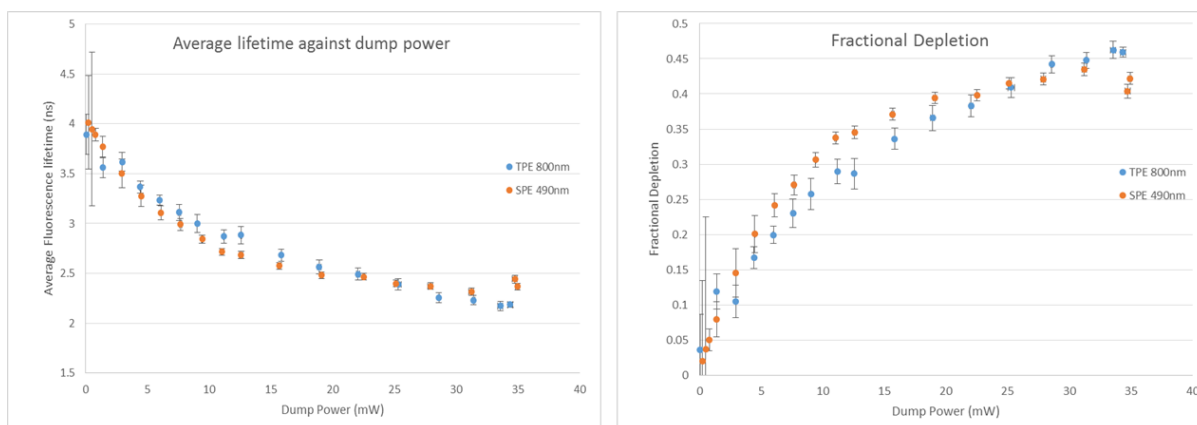 Average lifetime against dump power
Average Fluorescence lifetime (ns)
5
4.5
4
3.5
3
2.5
2
1.5
0 5 10 15 20 25 30 35 40
Dump Power (mW)
TPE 800nm
SPE 490nm
Fractional Depletion
Fractional Depletion
0.5
0.45
0.4
0.35
0.3
0.25
0.2
0.15
0.1
0.05
0
0 5 10 15 20 25 30 35 40
Dump Power (mW)
TPE 800nm
SPE 490nm